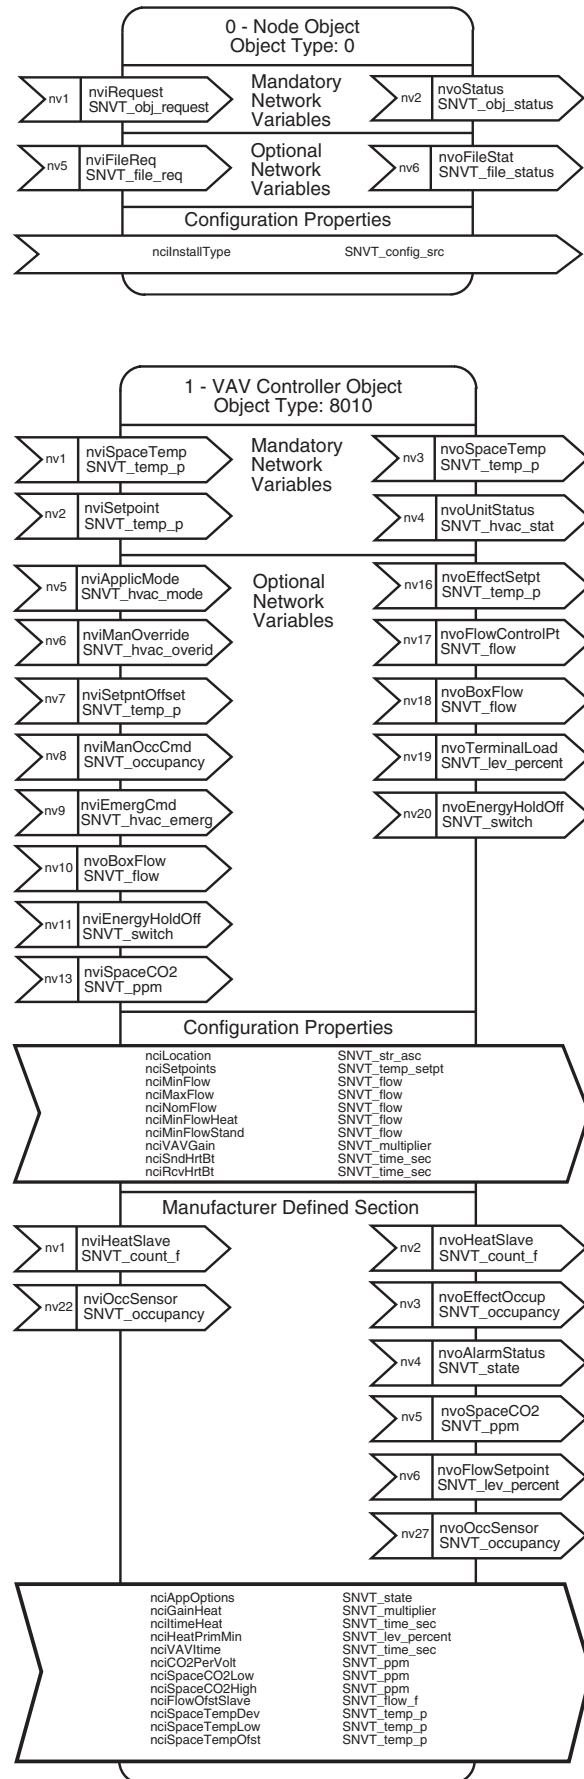 0 - Node Object
Object Type: 0
nv1
nviRequest
SNVT_obj_request
Mandatory
Network
Variables
nv2
nvoStatus
SNVT_obj_status
nv5
nviFileReq
SNVT_file_req
Optional
Network
Variables
nv6
nvoFileStat
SNVT_file_status
Configuration Properties
nciInstallType SNVT_config_src
1 - VAV Controller Object
Object Type: 8010
nv1
nviSpaceTemp
SNVT_temp_p
Mandatory
Network
Variables
nv3
nvoSpaceTemp
SNVT_temp_p
nv2
nviSetpoint
SNVT_temp_p
nv4
nvoUnitStatus
SNVT_hvac_stat
nv5
nviApplicMode
SNVT_hvac_mode
Optional
Network
Variables
nv16
nvoEffectSetpt
SNVT_temp_p
nv6
nviManOverride
SNVT_hvac_overid
nv17
nvoFlowControlPt
SNVT_flow
nv7
nviSetpntOffset
SNVT_temp_p
nv18
nvoBoxFlow
SNVT_flow
nv8
nviManOccCmd
SNVT_occupancy
nv19
nvoTerminalLoad
SNVT_lev_percent
nv9
nviEmergCmd
SNVT_hvac_emerg
nv20
nvoEnergyHoldOff
SNVT_switch
nv10
nvoBoxFlow
SNVT_flow
nv11
nviEnergyHoldOff
SNVT_switch
nv13
nviSpaceCO2
SNVT_ppm
Configuration Properties
nciLocation SNVT_str_asc
nciSetpoints SNVT_temp_setpt
nciMinFlow SNVT_flow
nciMaxFlow SNVT_flow
nciNomFlow SNVT_flow
nciMinFlowHeat SNVT_flow
nciMinFlowStand SNVT_flow
nciVAVGain SNVT_multiplier
nciSndHrtBt SNVT_time_sec
nciRcvHrtBt SNVT_time_sec
Manufacturer Defined Section
nv1
nviHeatSlave
SNVT_count_f
nv2
nvoHeatSlave
SNVT_count_f
nv22
nviOccSensor
SNVT_occupancy
nv3
nvoEffectOccup
SNVT_occupancy
nv4
nvoAlarmStatus
SNVT_state
nv5
nvoSpaceCO2
SNVT_ppm
nv6
nvoFlowSetpoint
SNVT_lev_percent
nv27
nvoOccSensor
SNVT_occupancy
nciAppOptions SNVT_state
nciGainHeat SNVT_multiplier
nciItimeHeat SNVT_time_sec
nciHeatPrimMin SNVT_lev_percent
nciVAVItime SNVT_time_sec
nciCO2PerVolt SNVT_ppm
nciSpaceCO2Low SNVT_ppm
nciSpaceCO2High SNVT_ppm
nciFlowOfstSlave SNVT_flow_f
nciSpaceTempDev SNVT_temp_p
nciSpaceTempLow SNVT_temp_p
nciSpaceTempOfst SNVT_temp_p